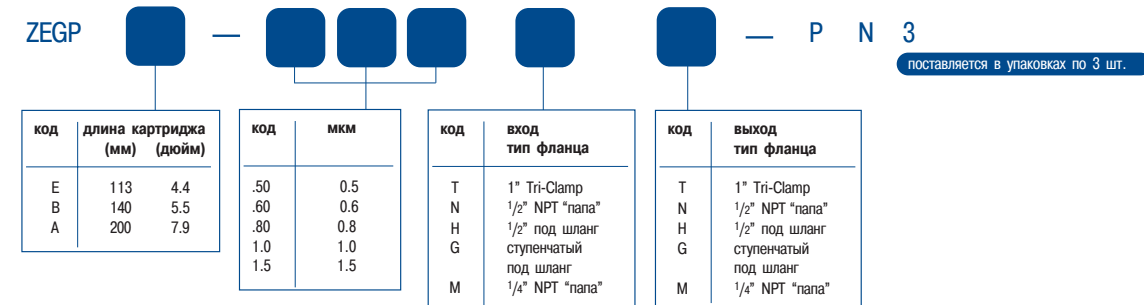 ZEGP — — P N 3
поставляется в упаковках по 3 шт.
код длина картриджа
(мм) (дюйм)
E 113 4.4
B 140 5.5
A 200 7.9
код мкм
.50 0.5
.60 0.6
.80 0.8
1.0 1.0
1.5 1.5
код вход
тип фланца
T 1” Tri-Clamp
N 1/2” NPT “папа”
H 1/2” под шланг
G ступенчатый
под шланг
M 1/4” NPT “папа”
код выход
тип фланца
T 1” Tri-Clamp
N 1/2” NPT “папа”
H 1/2” под шланг
G ступенчатый
под шланг
M 1/4” NPT “папа”